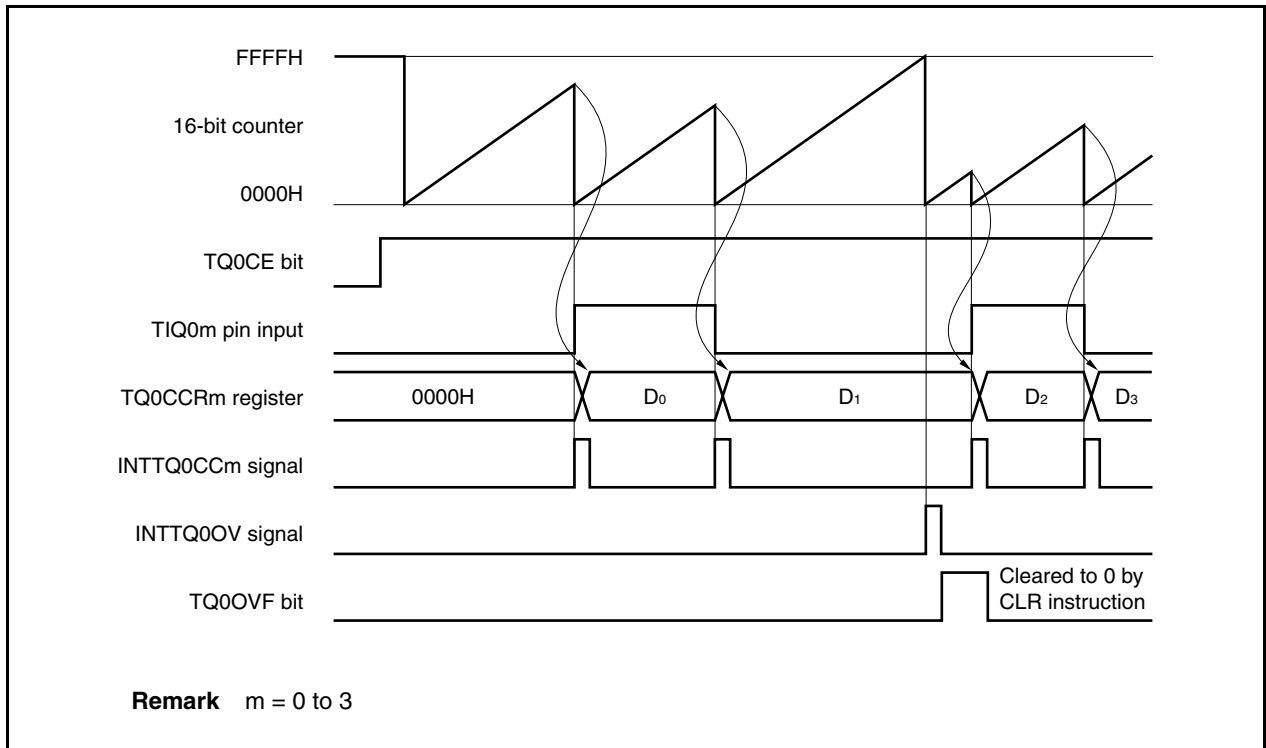 FFFFH
16-bit counter
0000H
TQ0CE bit
TIQ0m pin input
TQ0CCRm register
0000H
D0
D1
D2
D3
INTTQ0CCm signal
INTTQ0OV signal
TQ0OVF bit
Cleared to 0 by
CLR instruction
Remark m = 0 to 3